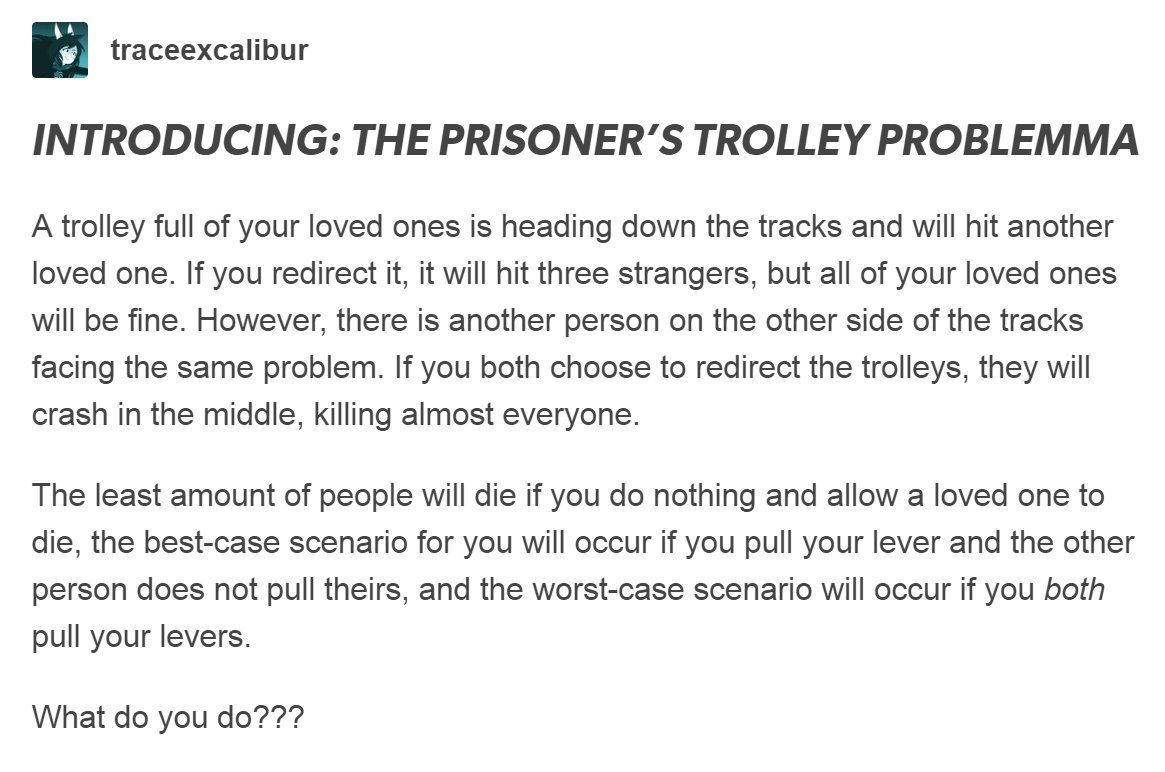 traceexcalibur
INTRODUCING: THE PRISONER’S TROLLEY PROBLEMMA
A trolley full of your loved ones is heading down the tracks and will hit another
loved one. If you redirect it, it will hit three strangers, but all of your loved ones
will be fine. However, there is another person on the other side of the tracks
facing the same problem. If you both choose to redirect the trolleys, they will
crash in the middle, killing almost everyone.
The least amount of people will die if you do nothing and allow a loved one to
die, the best-case scenario for you will occur if you pull your lever and the other
person does not pull theirs, and the worst-case scenario will occur if you both
pull your levers.
What do you do???